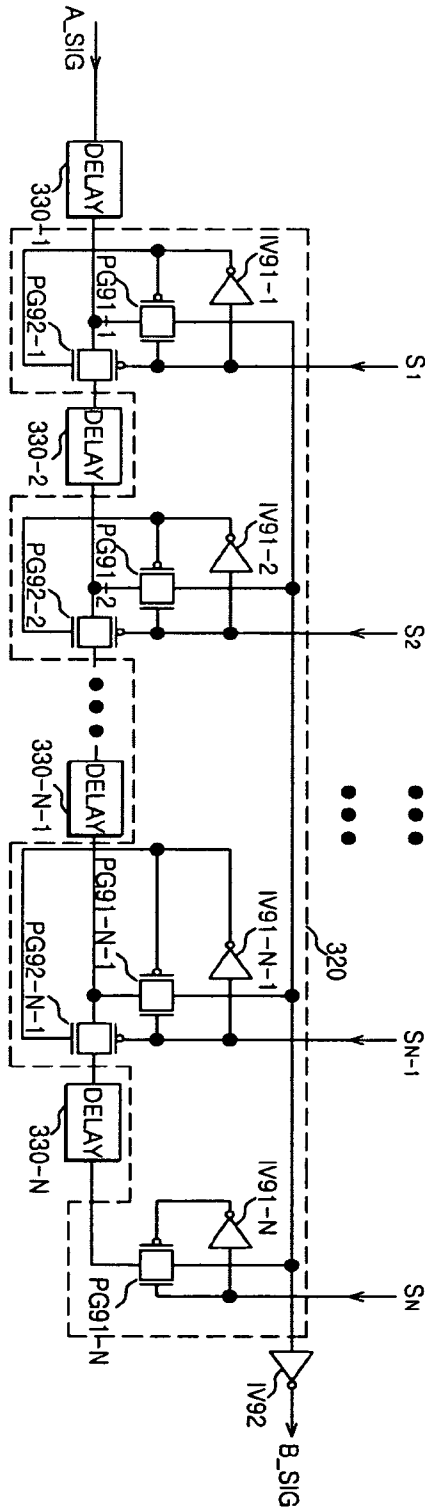 A_SIG
DELAY
330-1
IV91-1
PG91-1
PG92-1
S1
DELAY
330-2
IV91-2
PG91-2
PG92-2
S2
DELAY
330-N-1
IV91-N-1
PG91-N-1
PG92-N-1
320
SN-1
DELAY
330-N
IV91-N
PG91-N
SN
IV92
B_SIG